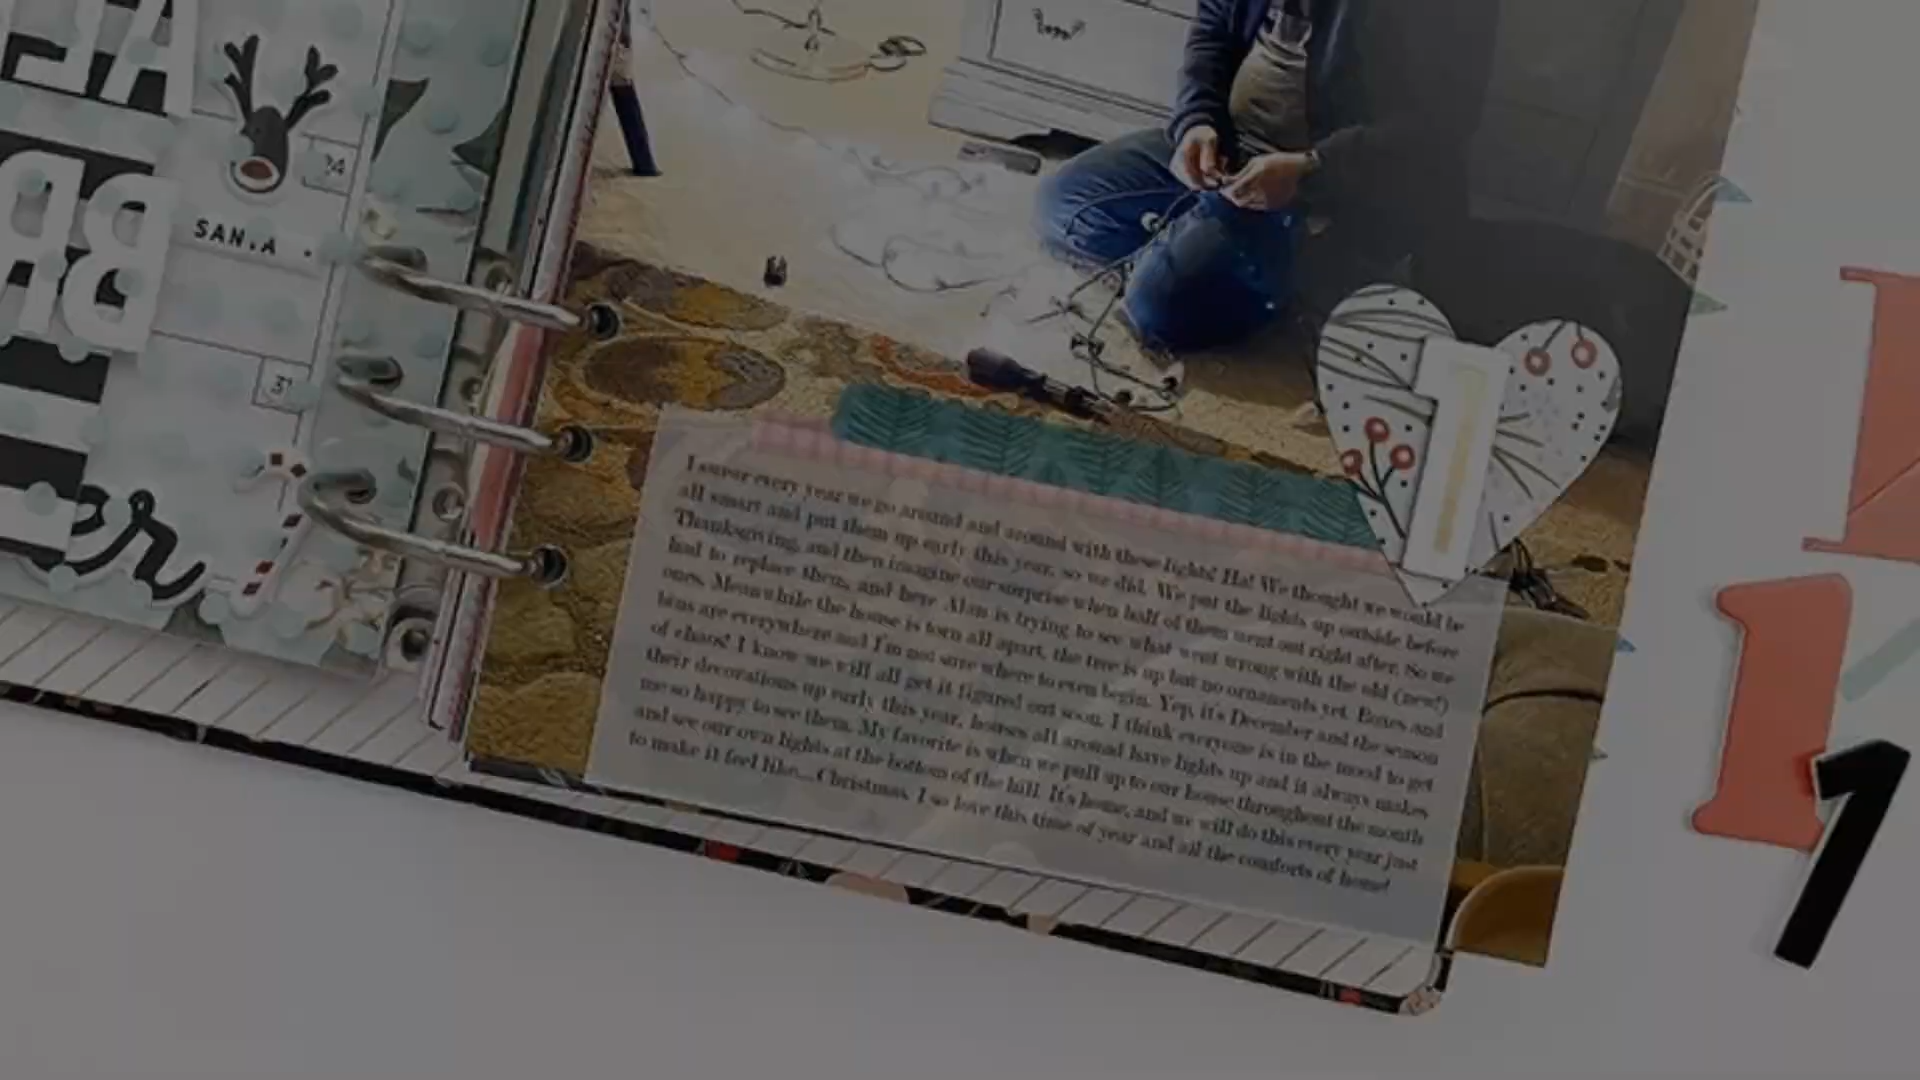 24
SANTA
31
er
I swear every year we go around and around with these lights! Ha! We thought we would be
all smart and put them up early this year, so we did. We put the lights up outside before
Thanksgiving, and then imagine our surprise when half of them went out right after. So we
had to replace them, and here Alan is trying to see what went wrong with the old (new!)
ones. Meanwhile the house is torn all apart, the tree is up but no ornaments yet. Boxes and
bins are everywhere and I'm not sure where to even begin. Yep, it's December and the season
of chaos! I know we will all get it figured out soon. I think everyone is in the mood to get
their decorations up early this year, houses all around have lights up and it always makes
me so happy to see them. My favorite is when we pull up to our house throughout the month
and see our own lights at the bottom of the hill. It's home, and we will do this every year just
to make it feel like.... Christmas. I so love this time of year and all the comforts of home!
1
1
1